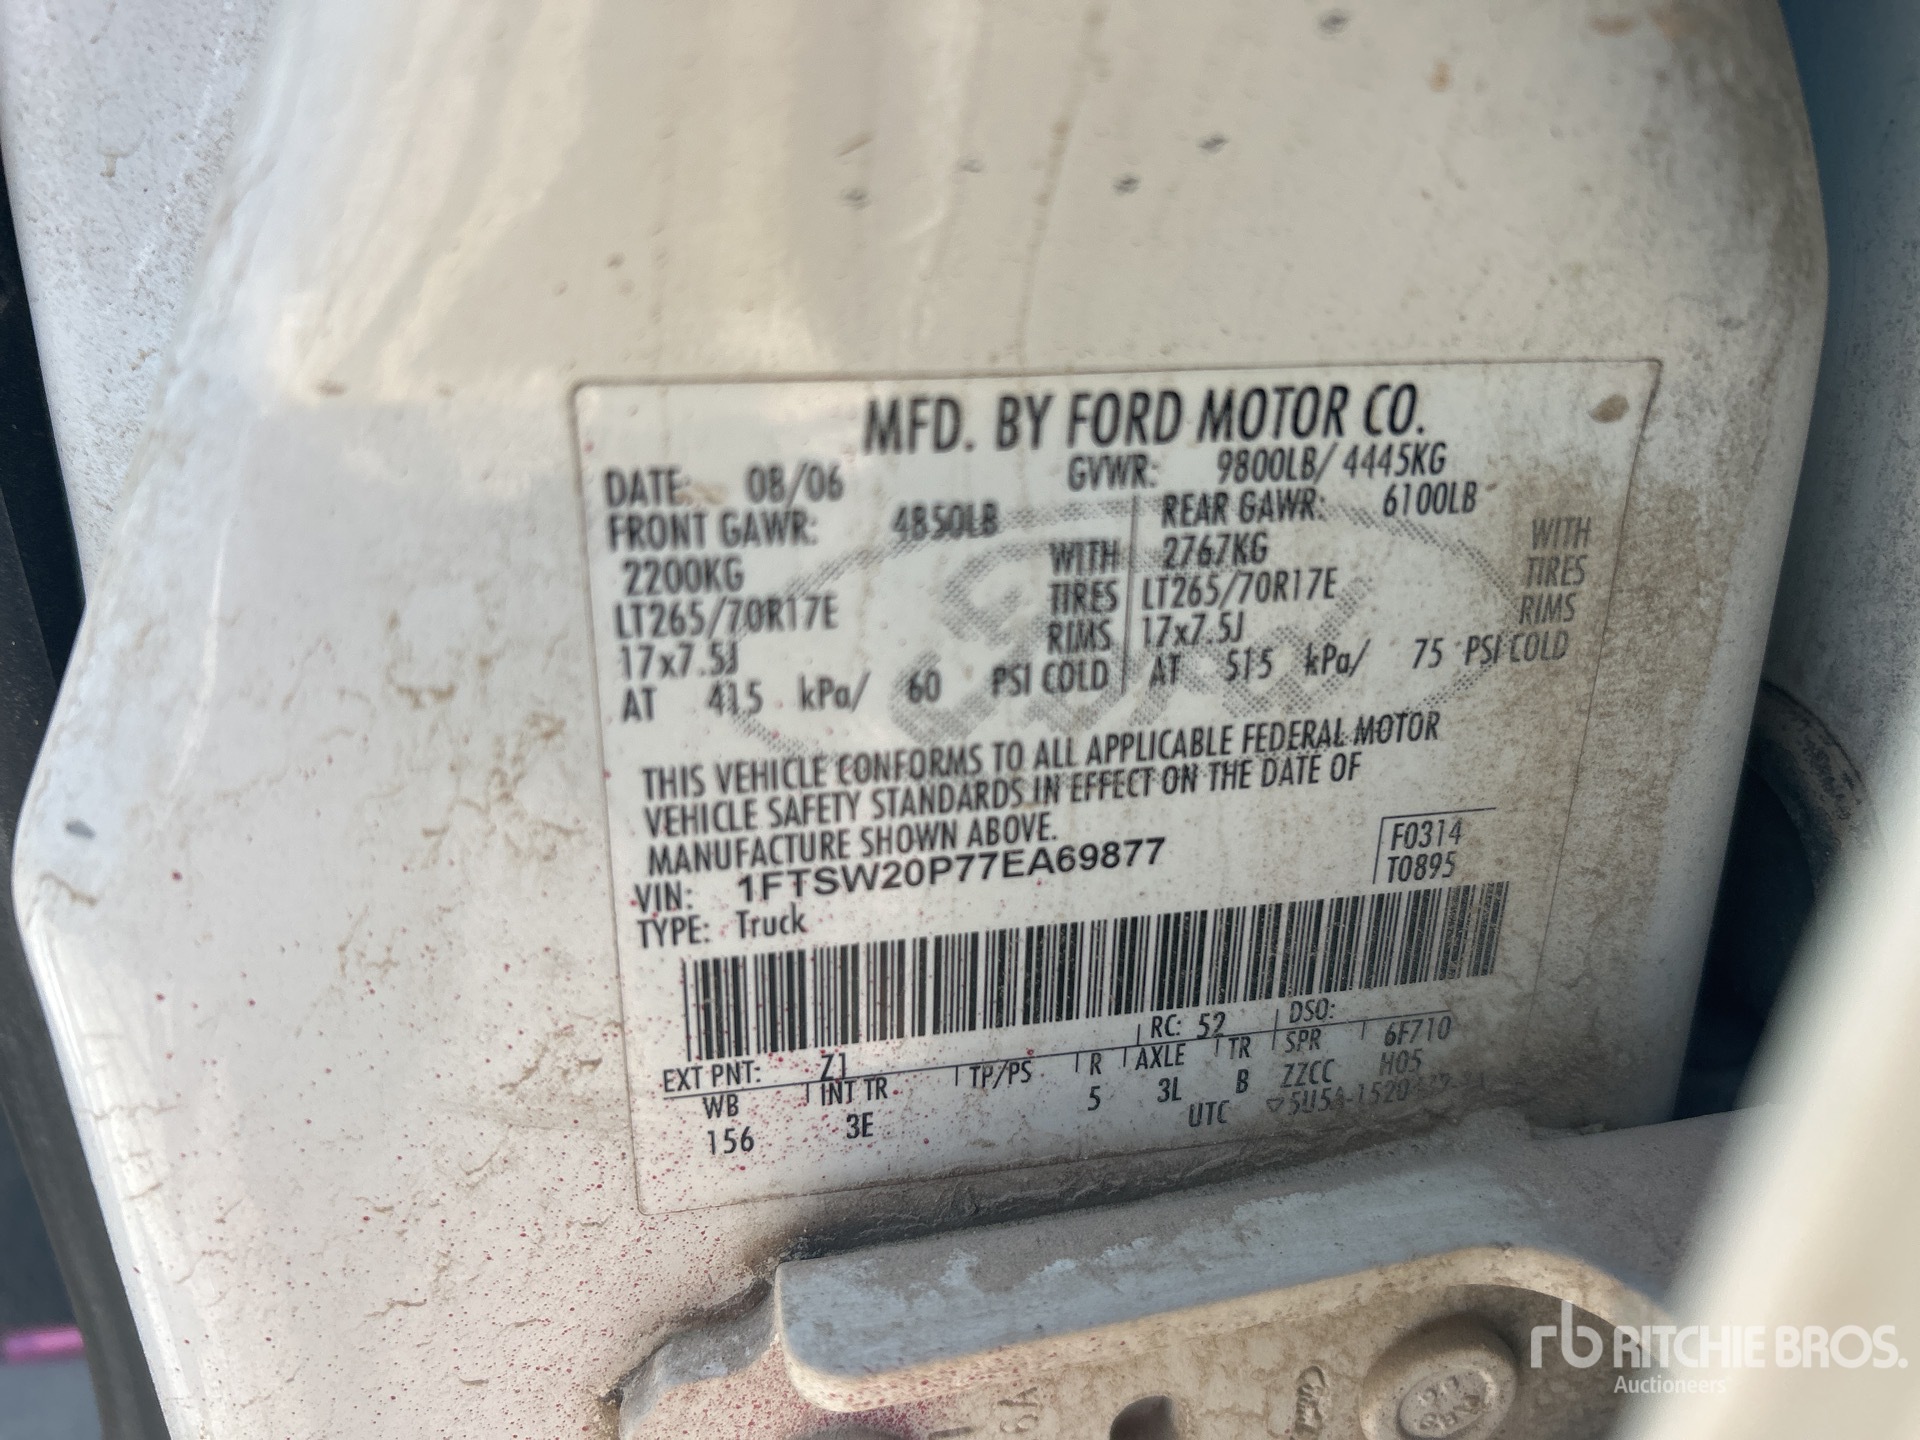 MFD. BY FORD MOTOR CO.
DATE: 08/06 GVWR: 9800LB/ 4445KG
FRONT GAWR: 4850LB REAR GAWR: 6100LB
2200KG WITH 2767KG WITH
LT265/70R17E TIRES LT265/70R17E TIRES
17x7.5J RIMS 17x7.5J RIMS
AT 415 kPa/ 60 PSI COLD AT 515 kPa/ 75 PSI COLD
THIS VEHICLE CONFORMS TO ALL APPLICABLE FEDERAL MOTOR
VEHICLE SAFETY STANDARDS IN EFFECT ON THE DATE OF
MANUFACTURE SHOWN ABOVE.
VIN: 1FTSW20P77EA69877
TYPE: Truck
F0314
T0895
EXT PNT: Z1 RC: 52 DSO:
WB INT TR TP/PS R AXLE TR SPR 6F710
156 3E 5 3L B ZZCC H05
UTC
rb RITCHIE BROS.
Auctioneers